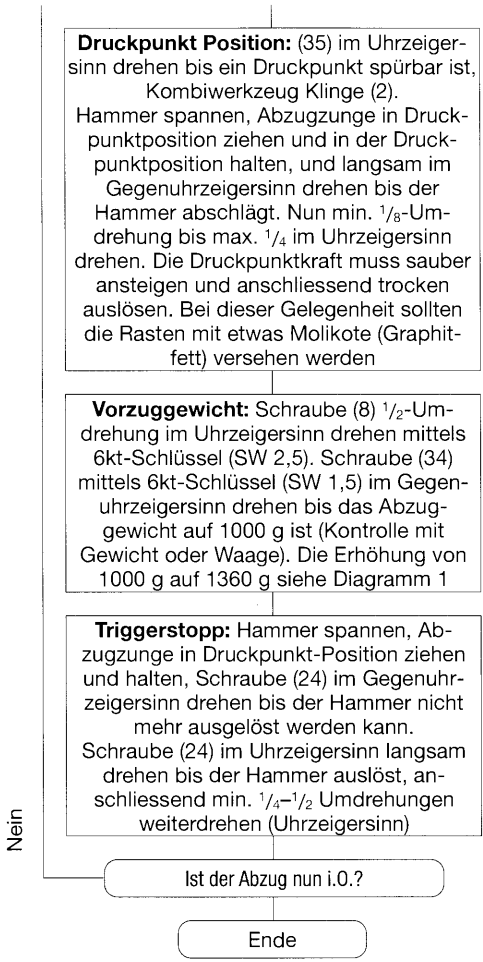 Druckpunkt Position: (35) im Uhrzeiger-
sinn drehen bis ein Druckpunkt spürbar ist,
Kombiwerkzeug Klinge (2).
Hammer spannen, Abzugzunge in Druck-
punktposition ziehen und in der Druck-
punktposition halten, und langsam im
Gegenuhrzeigersinn drehen bis der
Hammer abschlägt. Nun min. 1/8-Um-
drehung bis max. 1/4 im Uhrzeigersinn
drehen. Die Druckpunktkraft muss sauber
ansteigen und anschliessend trocken
auslösen. Bei dieser Gelegenheit sollten
die Rasten mit etwas Molikote (Graphit-
fett) versehen werden
Vorzuggewicht: Schraube (8) 1/2-Um-
drehung im Uhrzeigersinn drehen mittels
6kt-Schlüssel (SW 2,5). Schraube (34)
mittels 6kt-Schlüssel (SW 1,5) im Gegen-
uhrzeigersinn drehen bis das Abzug-
gewicht auf 1000 g ist (Kontrolle mit
Gewicht oder Waage). Die Erhöhung von
1000 g auf 1360 g siehe Diagramm 1
Triggerstopp: Hammer spannen, Ab-
zugzunge in Druckpunkt-Position ziehen
und halten, Schraube (24) im Gegenuhr-
zeigersinn drehen bis der Hammer nicht
mehr ausgelöst werden kann.
Schraube (24) im Uhrzeigersinn langsam
drehen bis der Hammer auslöst, an-
schliessend min. 1/4–1/2 Umdrehungen
weiterdrehen (Uhrzeigersinn)
Nein
Ist der Abzug nun i.O.?
Ende